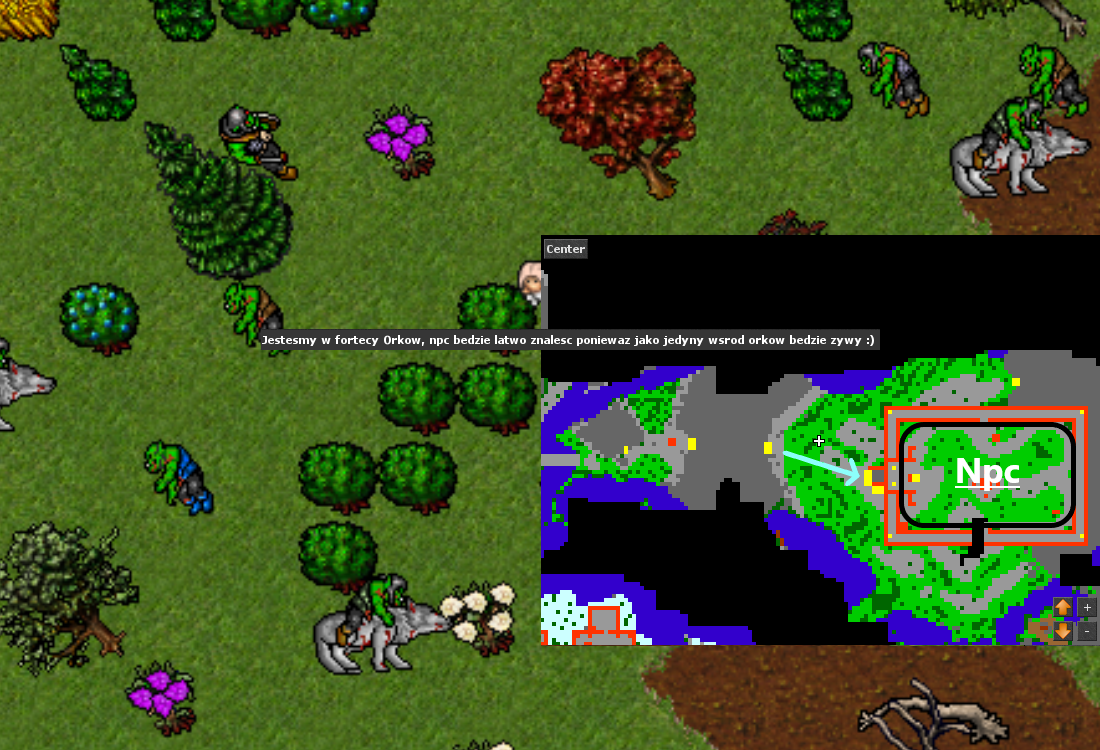 Center
Jestesmy w fortecy Orkow, npc bedzie latwo znalesc poniewaz jako jedyny wsrod orkow bedzie zywy :)
Npc
+
-